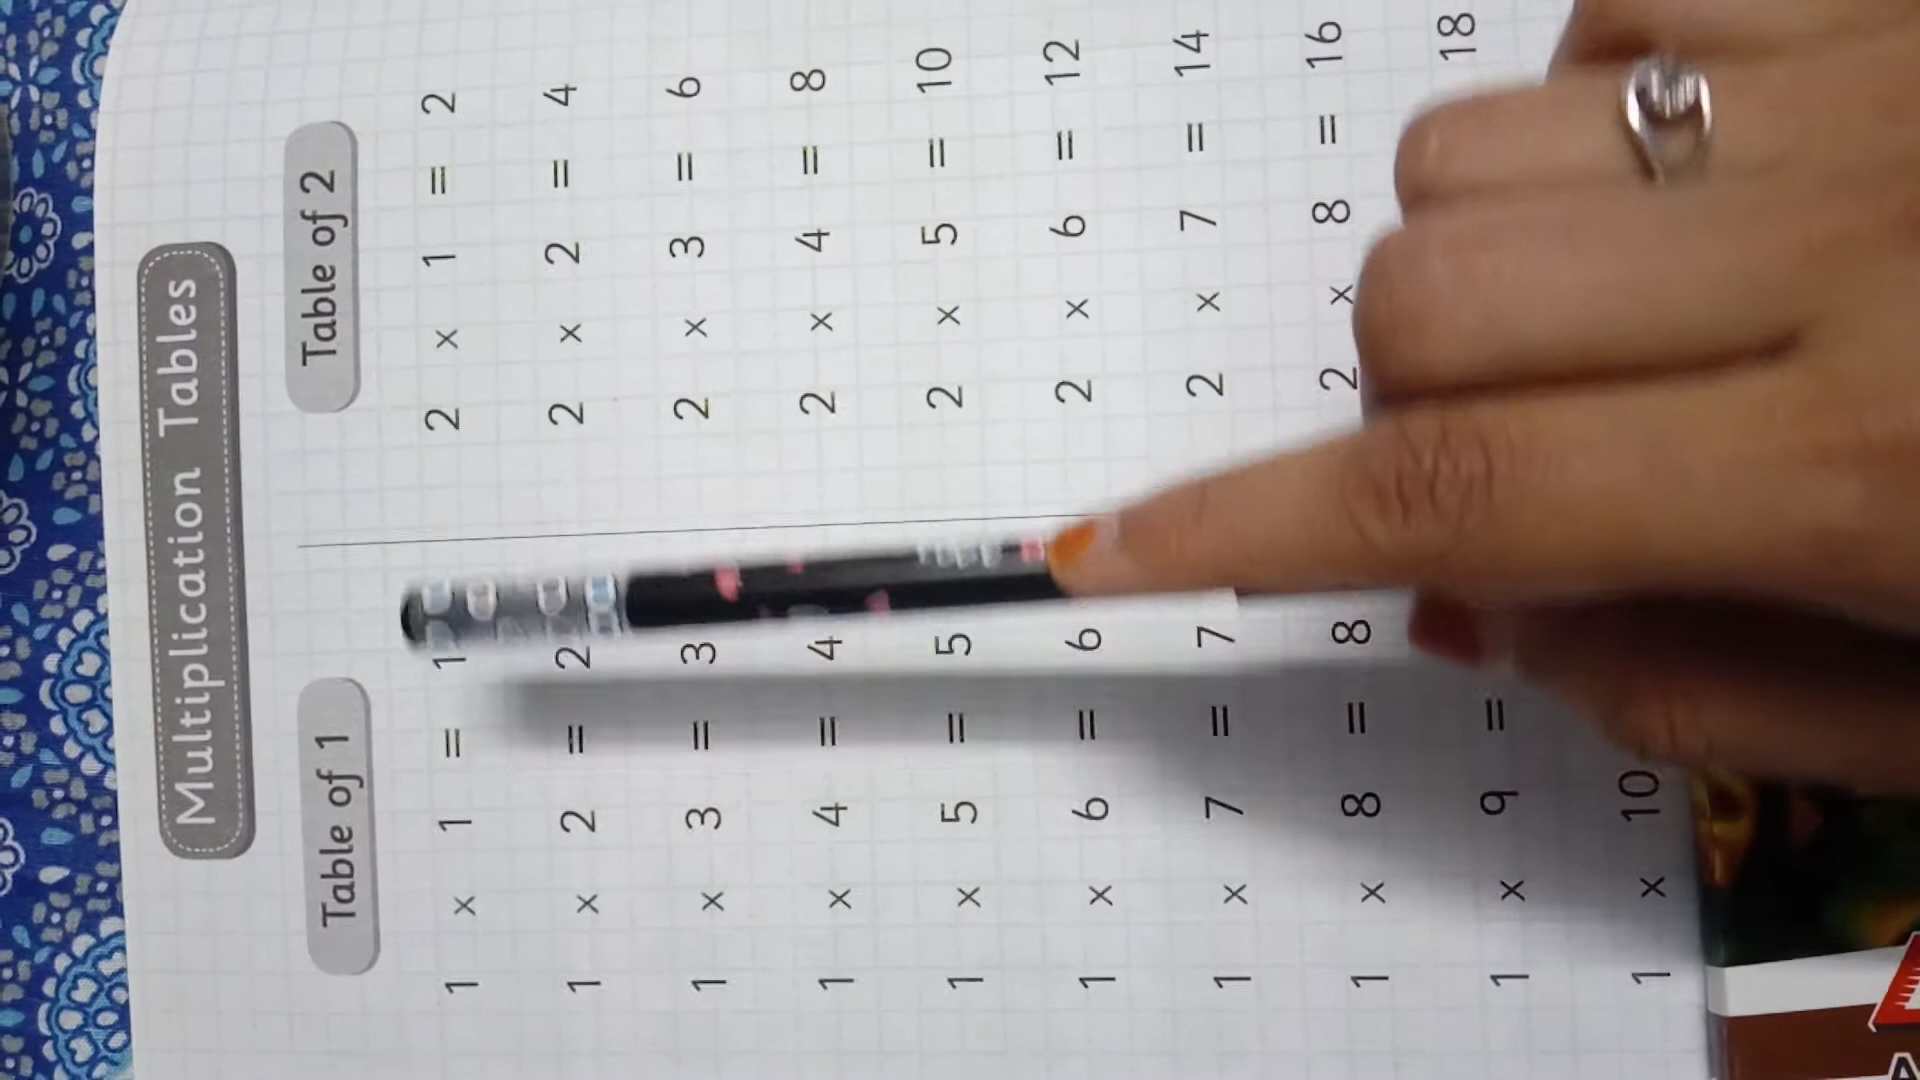 Multiplication Tables
Table of 1
1 × 1 = 1
1 × 2 = 2
1 × 3 = 3
1 × 4 = 4
1 × 5 = 5
1 × 6 = 6
1 × 7 = 7
1 × 8 = 8
1 × 9 =
1 × 10
Table of 2
2 × 1 = 2
2 × 2 = 4
2 × 3 = 6
2 × 4 = 8
2 × 5 = 10
2 × 6 = 12
2 × 7 = 14
2 × 8 = 16
18